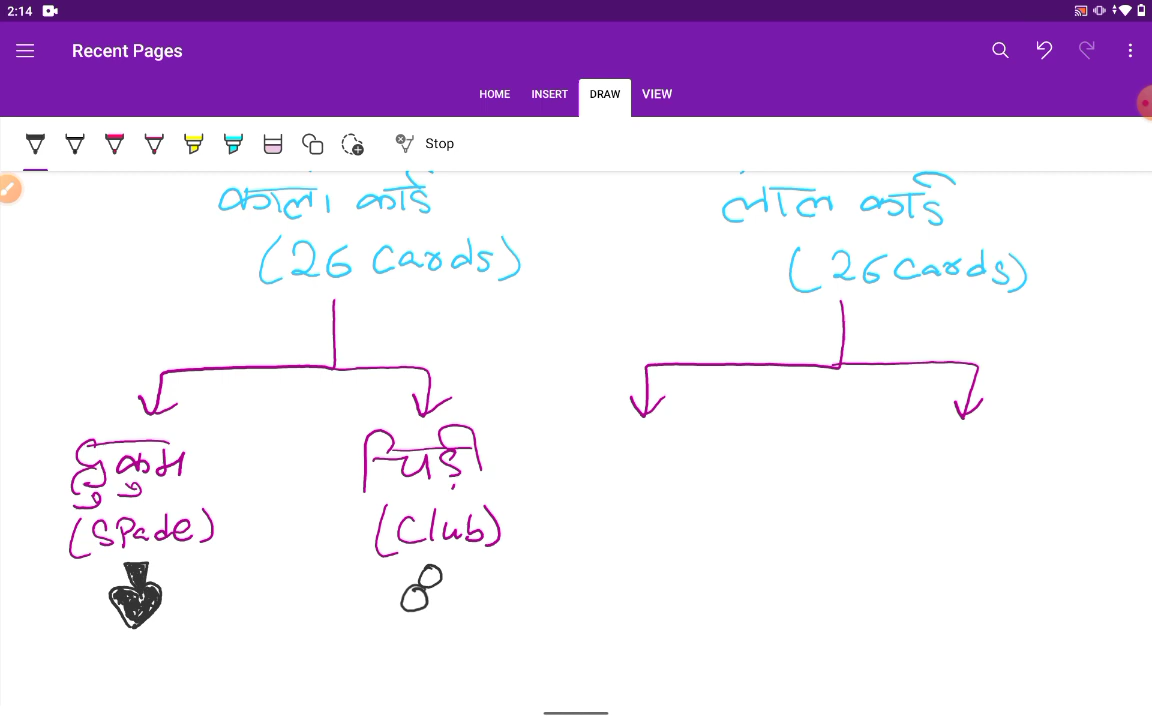 2:14
Recent Pages
HOME INSERT DRAW VIEW
Stop
काला कार्ड
(26 Cards)
लाल कार्ड
(26 Cards)
हुकुम
(Spade)
चिड़ी
(Club)